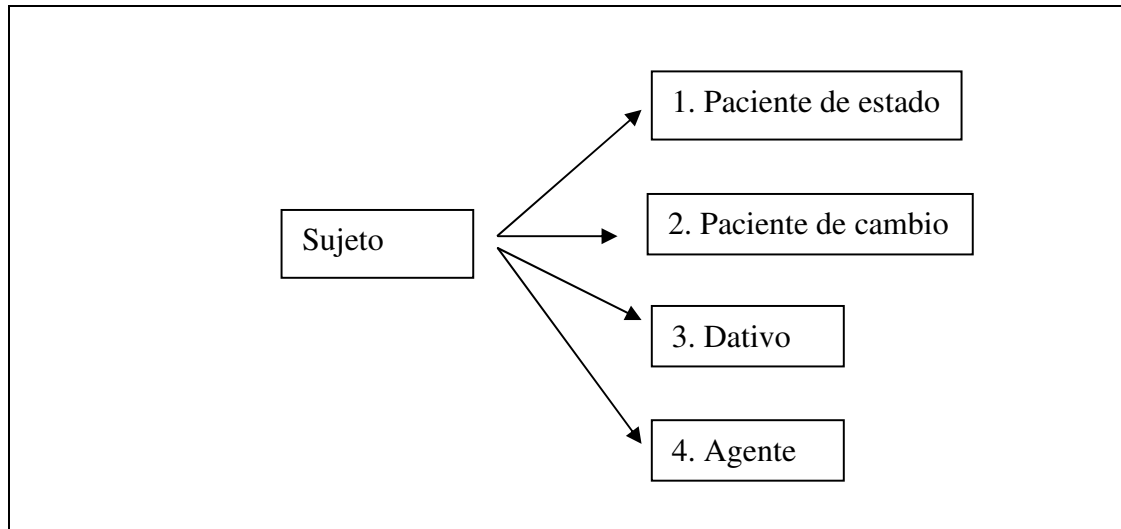 1. Paciente de estado
2. Paciente de cambio
Sujeto
3. Dativo
4. Agente